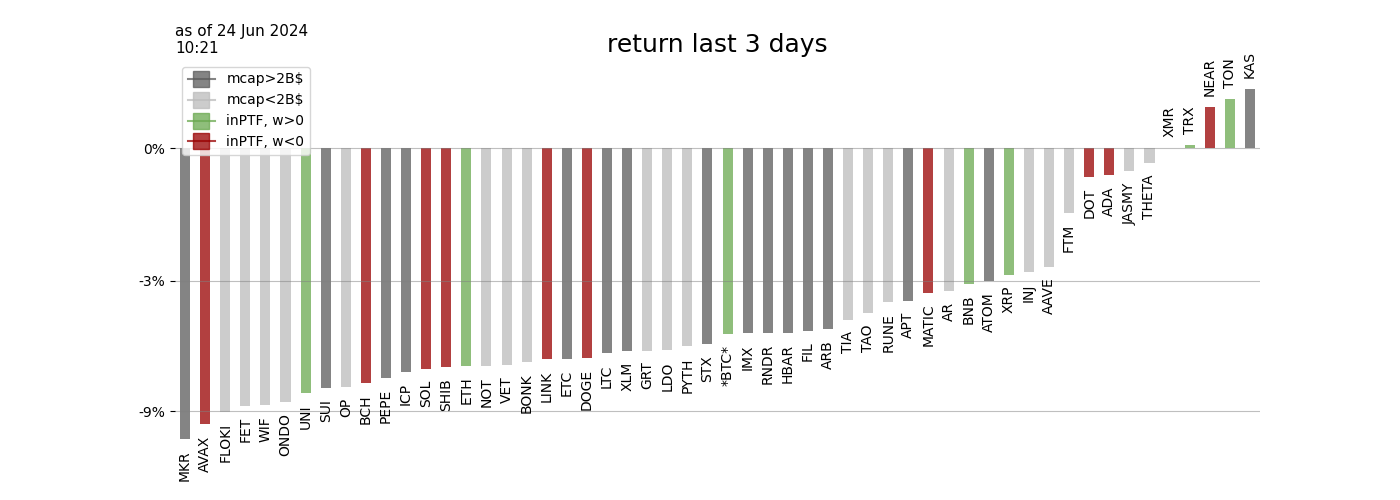 as of 24 Jun 2024
10:21
return last 3 days
mcap>2B$
mcap<2B$
inPTF, w>0
inPTF, w<0
0%
-3%
-9%
MKR
AVAX
FLOKI
FET
WIF
ONDO
UNI
SUI
OP
BCH
PEPE
ICP
SOL
SHIB
ETH
NOT
VET
BONK
LINK
ETC
DOGE
LTC
XLM
GRT
LDO
PYTH
STX
*BTC*
IMX
RNDR
HBAR
FIL
ARB
TIA
TAO
RUNE
APT
MATIC
AR
BNB
ATOM
XRP
INJ
AAVE
FTM
DOT
ADA
JASMY
THETA
XMR
TRX
NEAR
TON
KAS